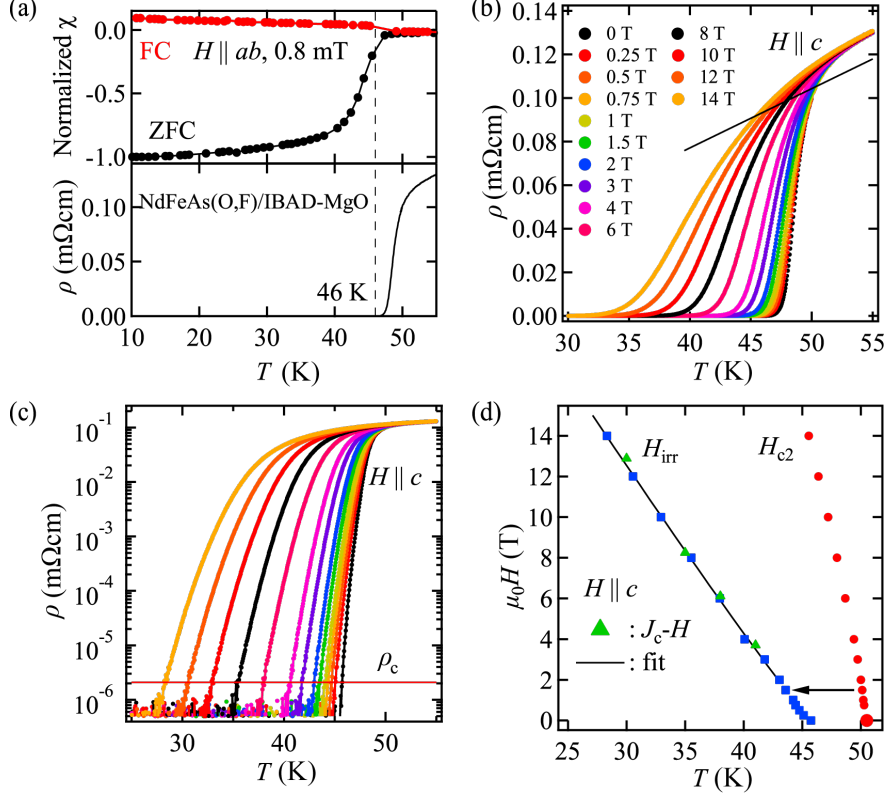 (a)
0.0
-0.5
-1.0
Normalized χ
FC
H || ab, 0.8 mT
ZFC
NdFeAs(O,F)/IBAD-MgO
0.10
0.05
0.00
ρ (mΩcm)
46 K
10 20 30 40 50
T (K)
(b)
0.14
0.12
0.10
0.08
0.06
0.04
0.02
0.00
ρ (mΩcm)
H || c
0 T
0.25 T
0.5 T
0.75 T
1 T
1.5 T
2 T
3 T
4 T
6 T
8 T
10 T
12 T
14 T
30 35 40 45 50 55
T (K)
(c)
10⁻¹
10⁻²
10⁻³
10⁻⁴
10⁻⁵
10⁻⁶
ρ (mΩcm)
H || c
ρc
30 40 50
T (K)
(d)
14
12
10
8
6
4
2
0
μ₀H (T)
Hirr
Hc2
H || c
: Jc-H
: fit
25 30 35 40 45 50
T (K)